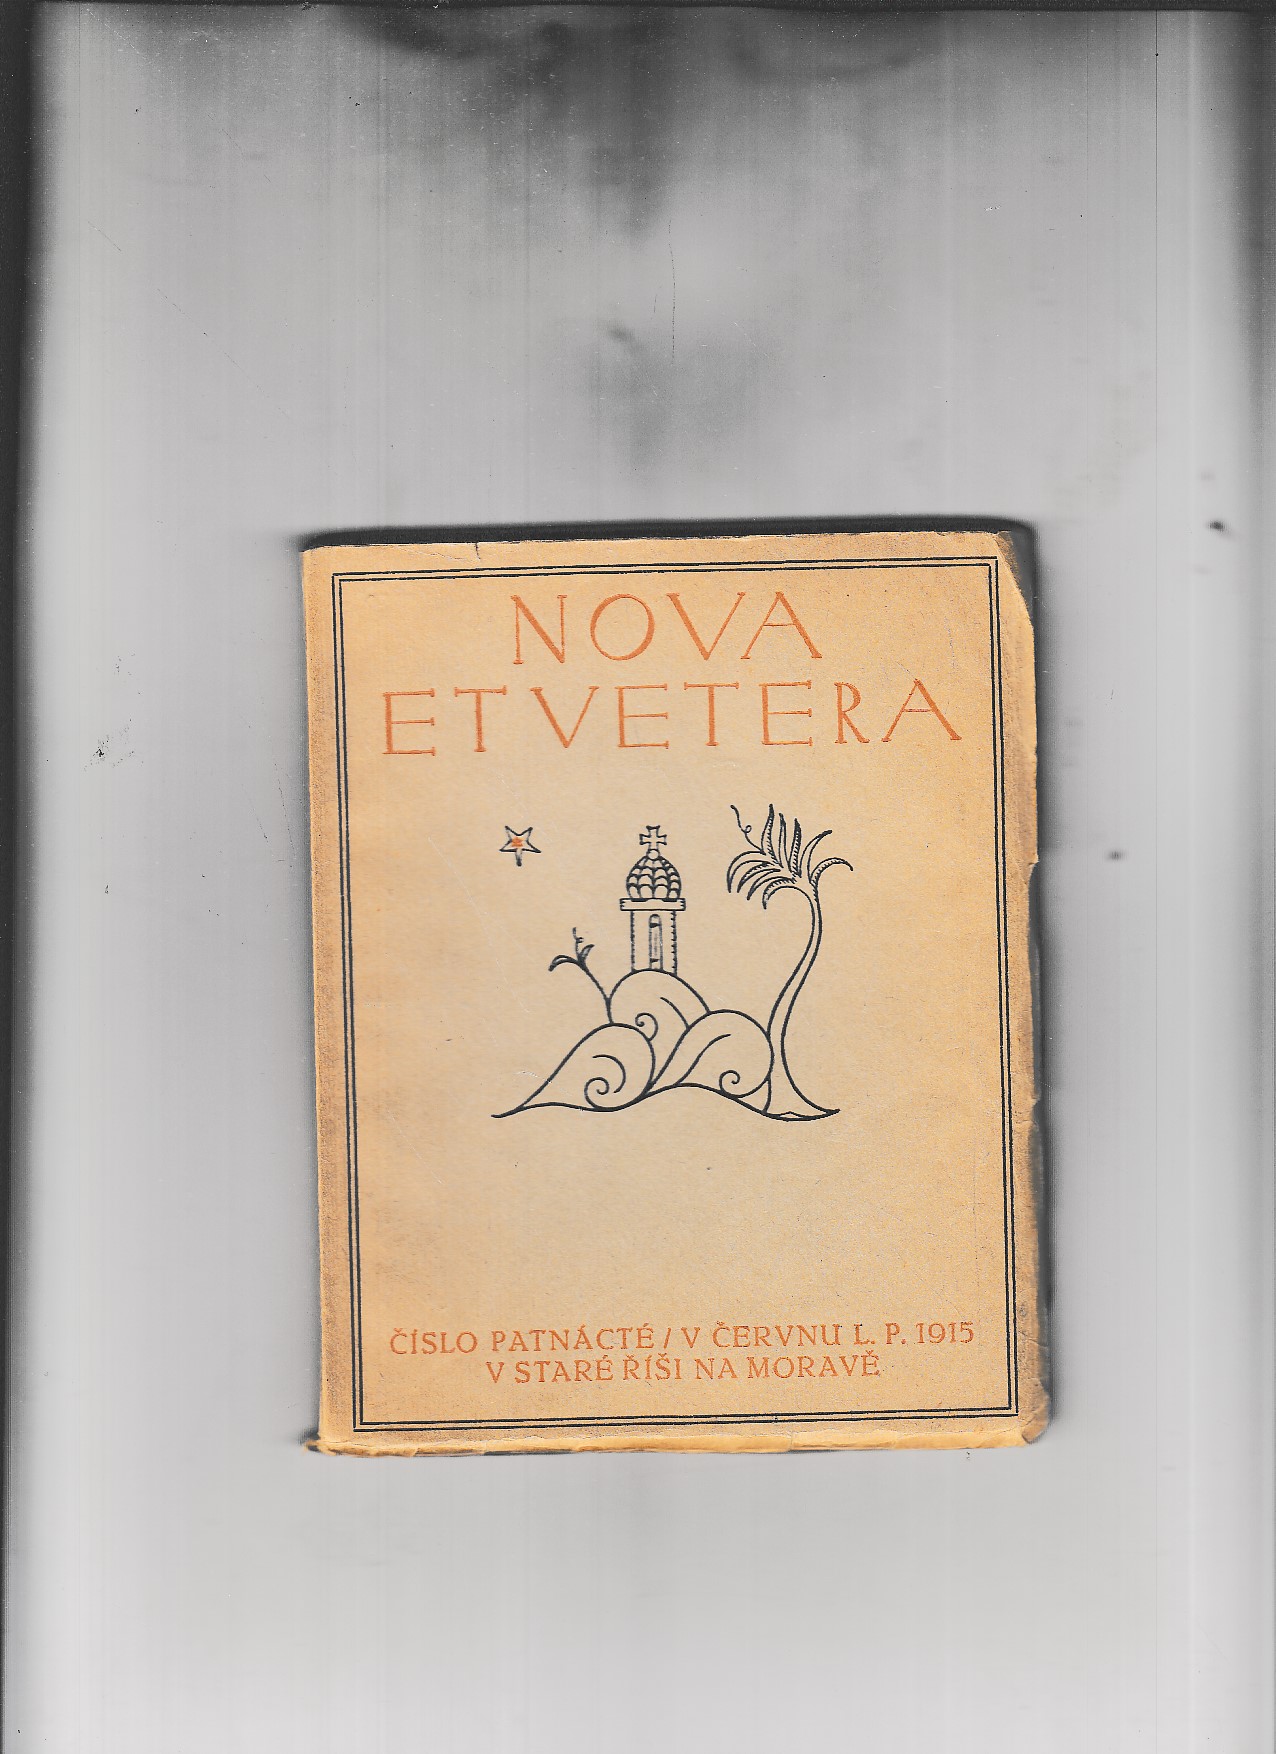 NOVA
ET VETERA
ČÍSLO PATNÁCTÉ / V ČERVNU L. P. 1915
V STARÉ ŘÍŠI NA MORAVĚ